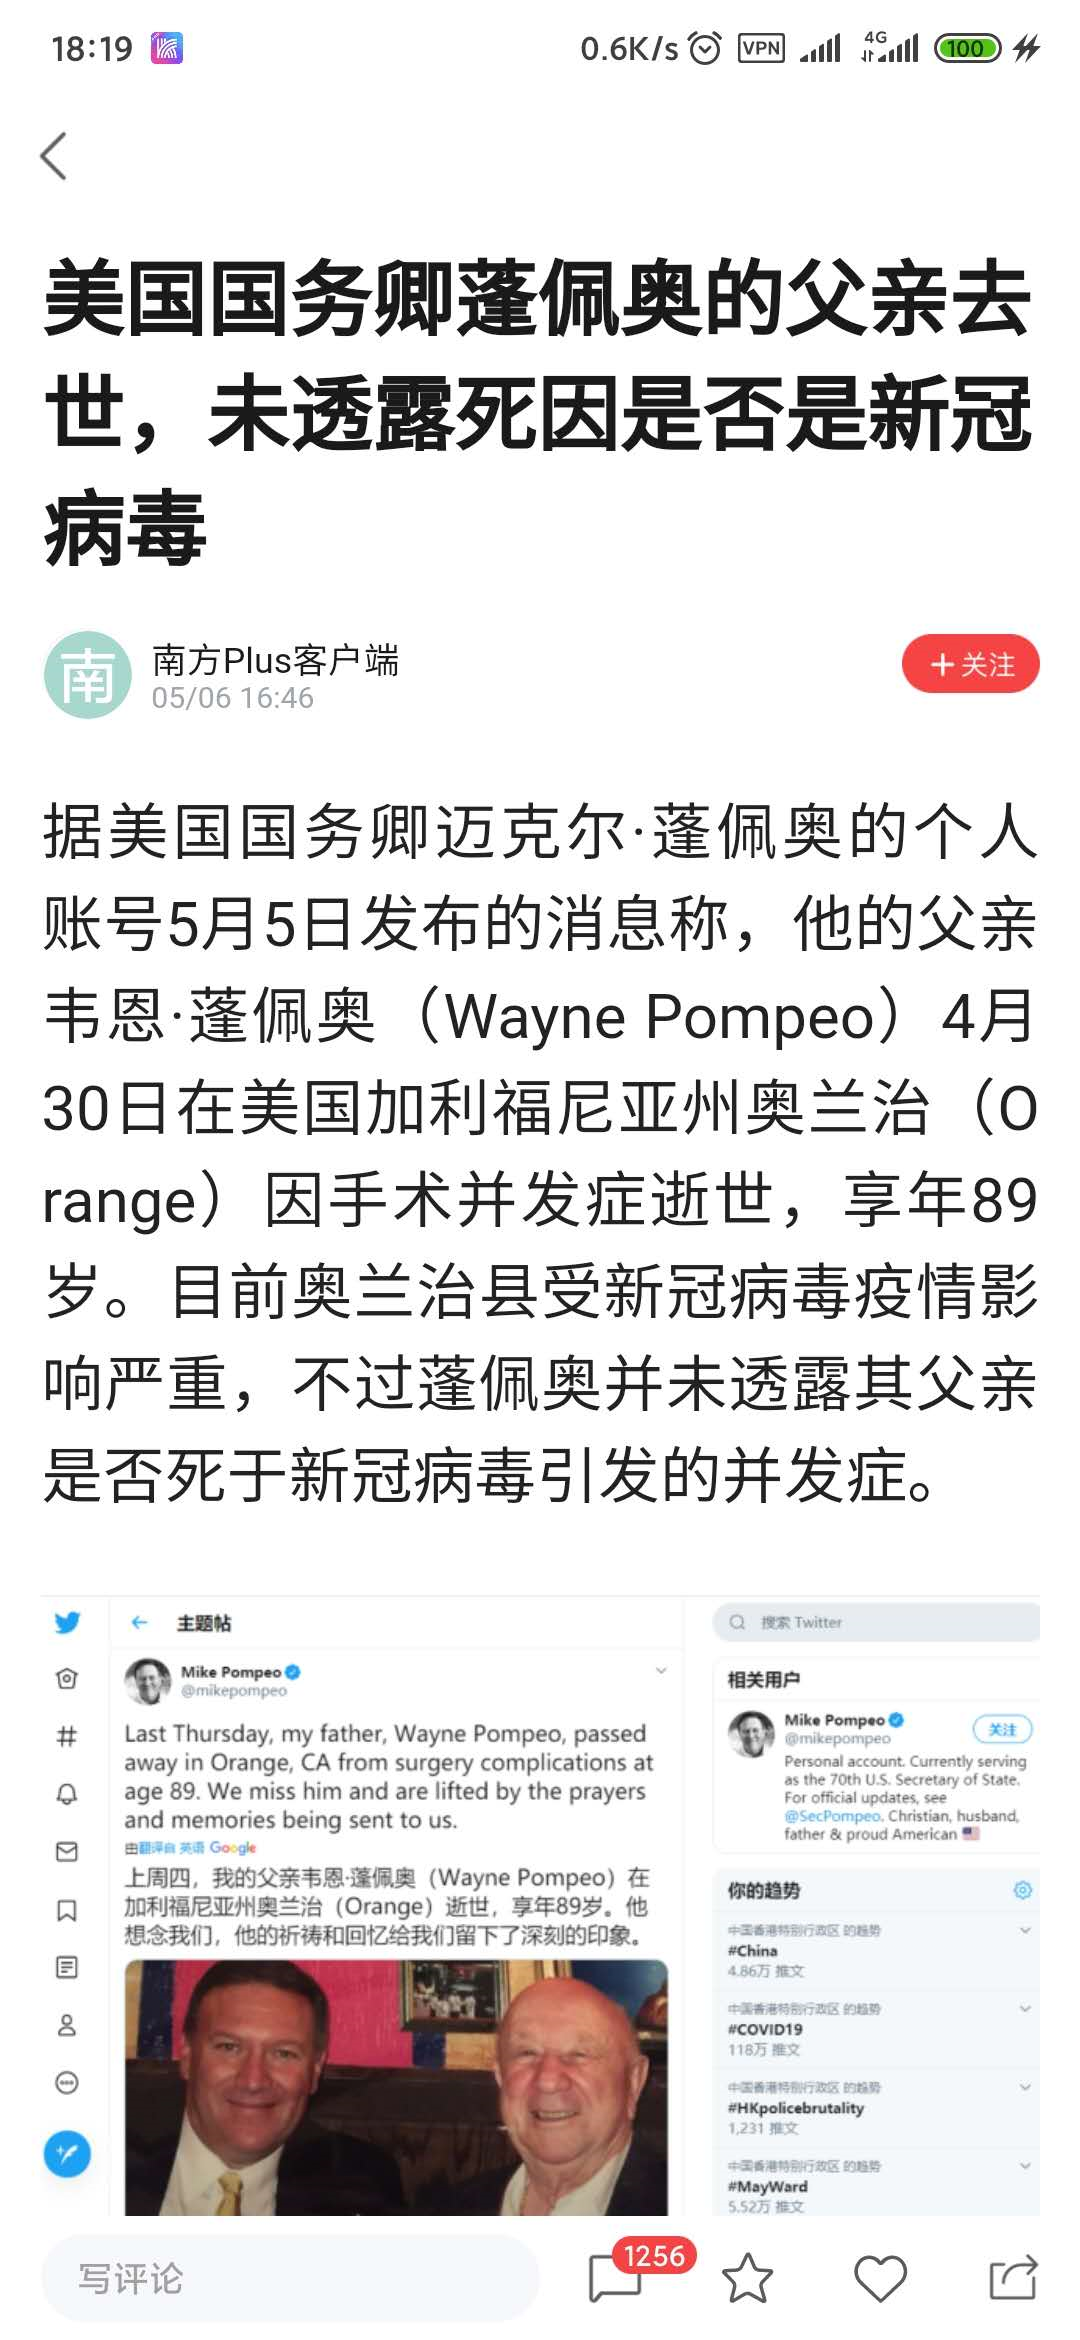 18:19
0.6K/s VPN 4G 100
美国国务卿蓬佩奥的父亲去
世，未透露死因是否是新冠
病毒
南
南方Plus客户端
05/06 16:46
关注
据美国国务卿迈克尔·蓬佩奥的个人
账号5月5日发布的消息称，他的父亲
韦恩·蓬佩奥（Wayne Pompeo）4月
30日在美国加利福尼亚州奥兰治（O
range）因手术并发症逝世，享年89
岁。目前奥兰治县受新冠病毒疫情影
响严重，不过蓬佩奥并未透露其父亲
是否死于新冠病毒引发的并发症。
主题帖
Mike Pompeo
@mikepompeo
Last Thursday, my father, Wayne Pompeo, passed
away in Orange, CA from surgery complications at
age 89. We miss him and are lifted by the prayers
and memories being sent to us.
由翻译自 英语 Google
上周四，我的父亲韦恩·蓬佩奥（Wayne Pompeo）在
加利福尼亚州奥兰治（Orange）逝世，享年89岁。他
想念我们，他的祈祷和回忆给我们留下了深刻的印象。
搜索 Twitter
相关用户
Mike Pompeo
@mikepompeo
关注
Personal account. Currently serving
as the 70th U.S. Secretary of State.
For official updates, see
@SecPompeo. Christian, husband,
father & proud American
你的趋势
中国香港特别行政区 的趋势
#China
4.86万 推文
中国香港特别行政区 的趋势
#COVID19
118万 推文
中国香港特别行政区 的趋势
#HKpolicebrutality
1,231 推文
中国香港特别行政区 的趋势
#MayWard
5.52万 推文
写评论
1256